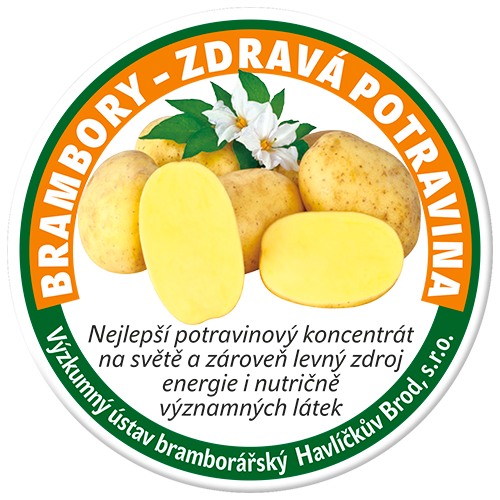 BRAMBORY - ZDRAVÁ POTRAVINA
Nejlepší potravinový koncentrát
na světě a zároveň levný zdroj
energie i nutričně
významných látek
Výzkumný ústav bramborářský Havlíčkův Brod, s.r.o.